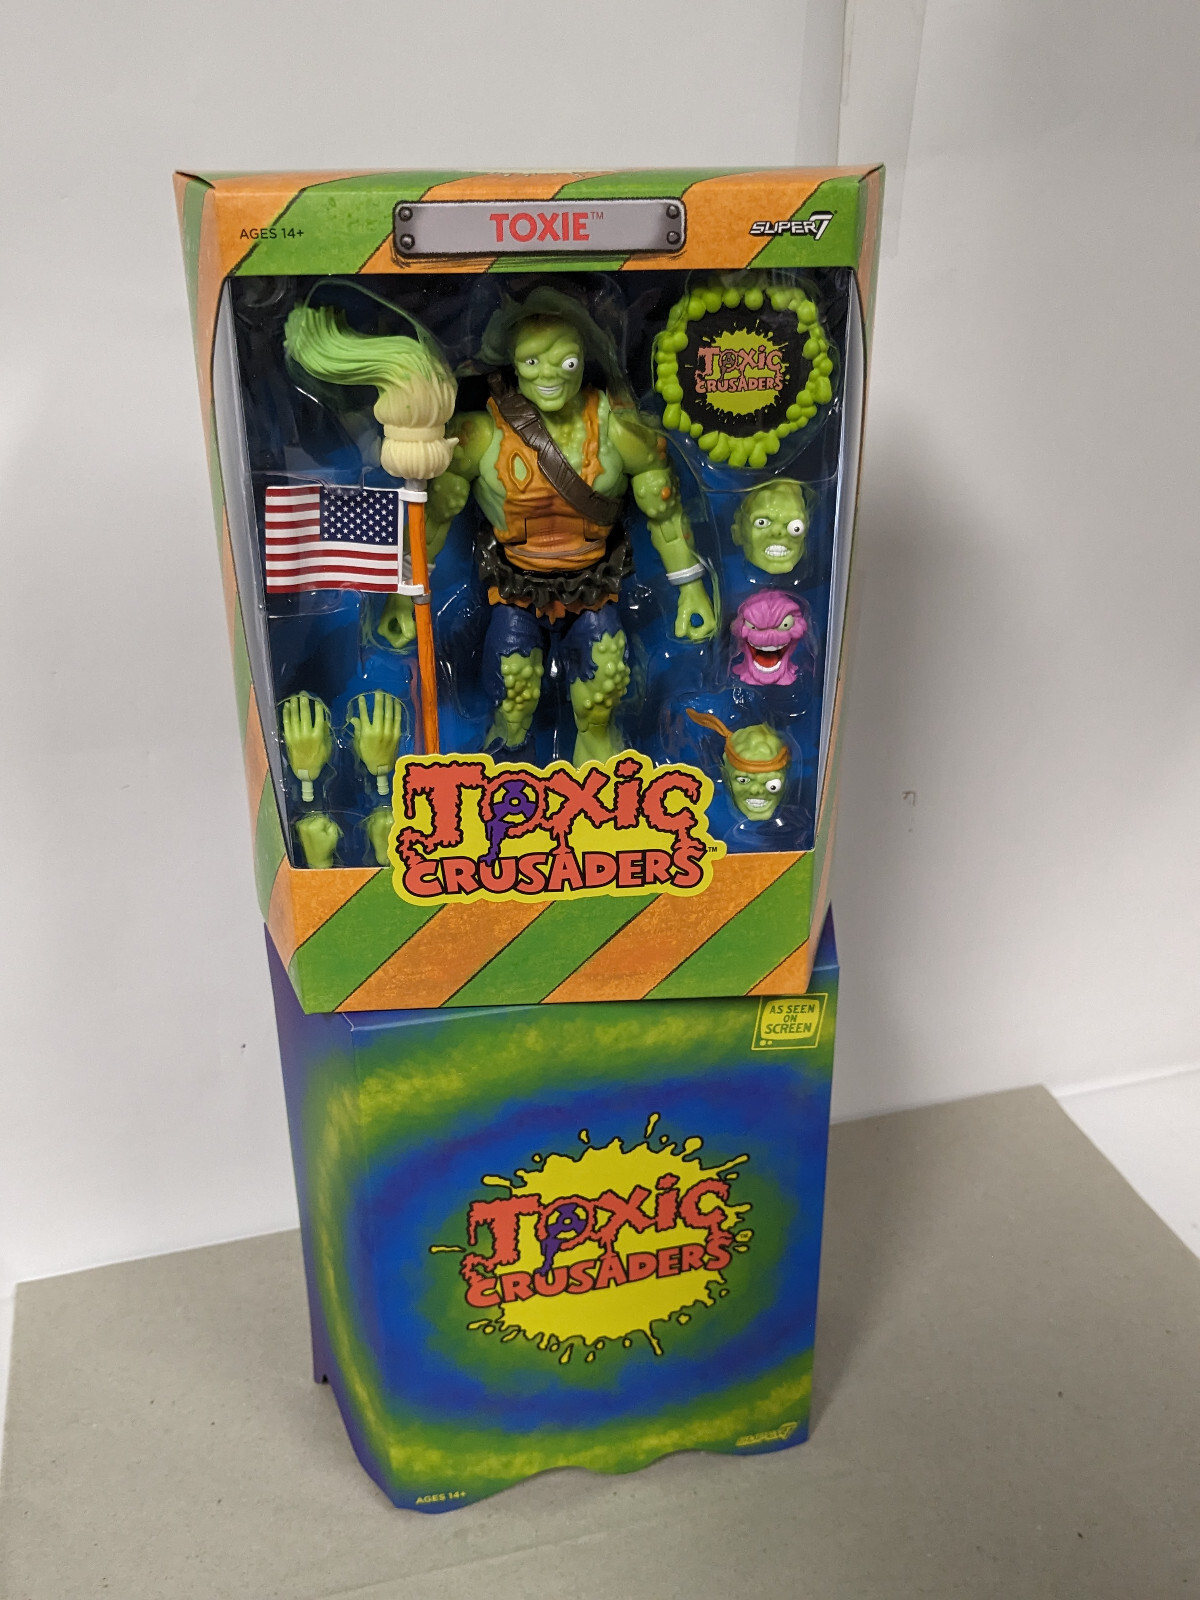 AGES 14+
TOXIE™
SUPER7
TOXIC
CRUSADERS
TOXIC
CRUSADERS™
AS SEEN
ON
SCREEN
TOXIC
CRUSADERS
SUPER7
AGES 14+